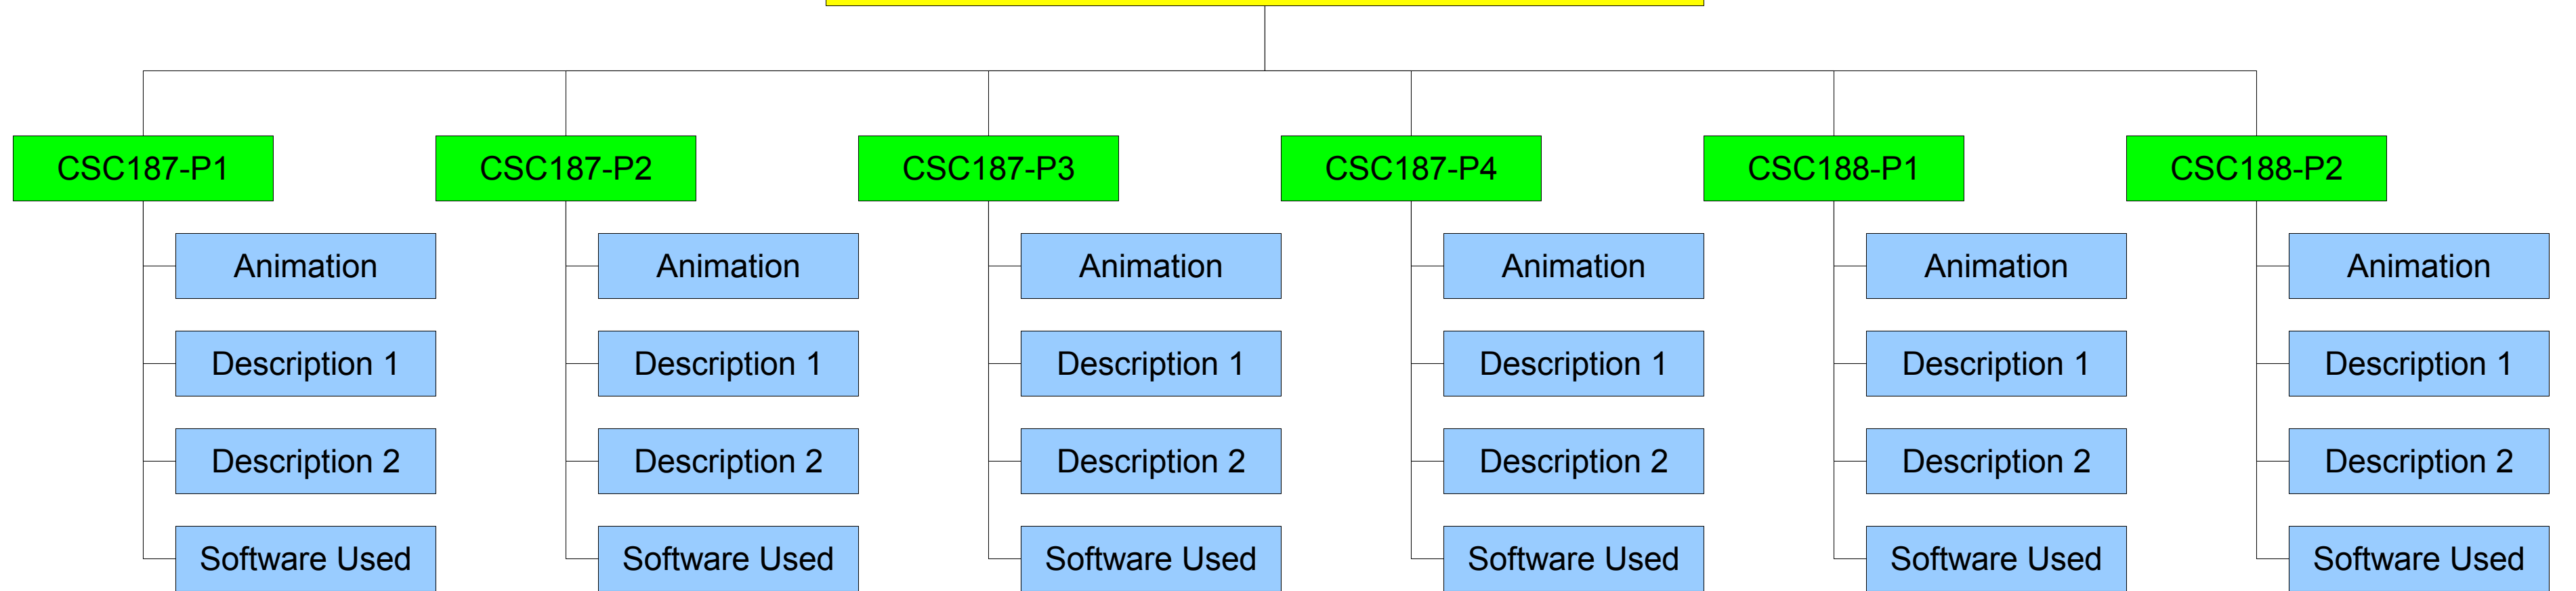 CSC187-P1
CSC187-P2
CSC187-P3
CSC187-P4
CSC188-P1
CSC188-P2
Animation
Animation
Animation
Animation
Animation
Animation
Description 1
Description 1
Description 1
Description 1
Description 1
Description 1
Description 2
Description 2
Description 2
Description 2
Description 2
Description 2
Software Used
Software Used
Software Used
Software Used
Software Used
Software Used